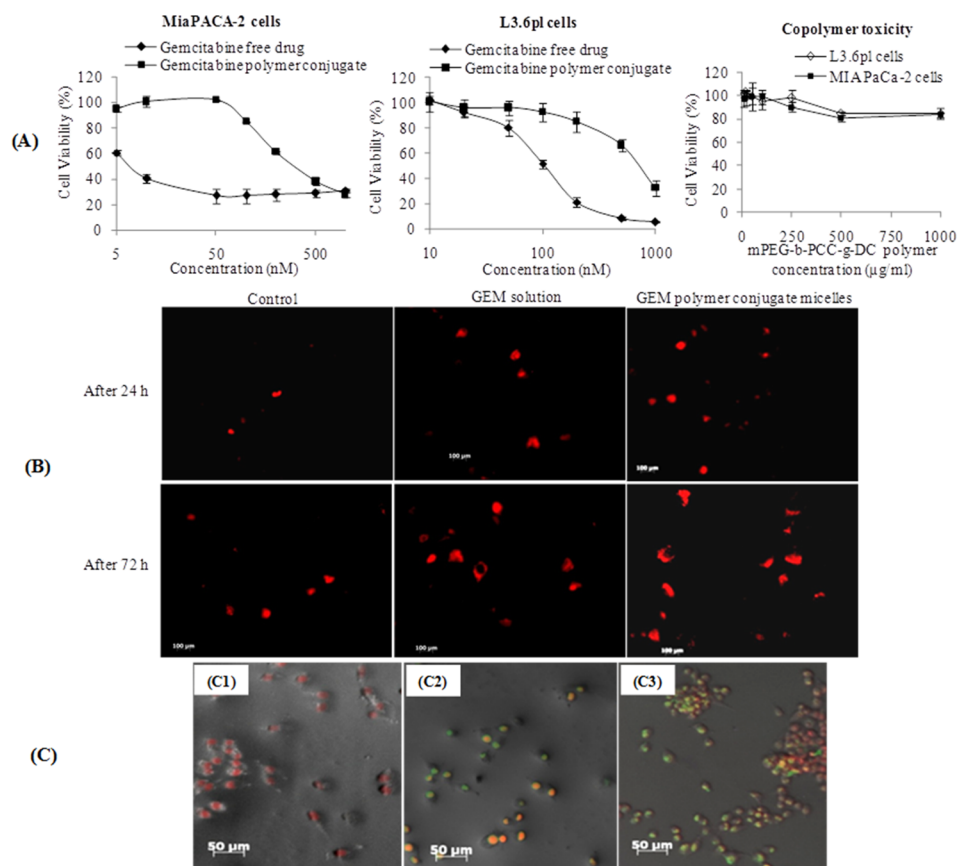 MiaPACA-2 cells
Gemcitabine free drug
Gemcitabine polymer conjugate
120
100
80
60
40
20
0
Cell Viability (%)
5
50
500
Concentration (nM)
L3.6pl cells
Gemcitabine free drug
Gemcitabine polymer conjugate
120
100
80
60
40
20
0
Cell Viability (%)
10
100
1000
Concentration (nM)
Copolymer toxicity
L3.6pl cells
MIAPaCa-2 cells
120
100
80
60
40
20
0
Cell Viability (%)
0
250
500
750
1000
mPEG-b-PCC-g-DC polymer
concentration (µg/ml)
(A)
Control
GEM solution
GEM polymer conjugate micelles
After 24 h
100 µm
100 µm
(B)
After 72 h
100 µm
100 µm
100 µm
(C)
(C1)
50 µm
(C2)
50 µm
(C3)
50 µm